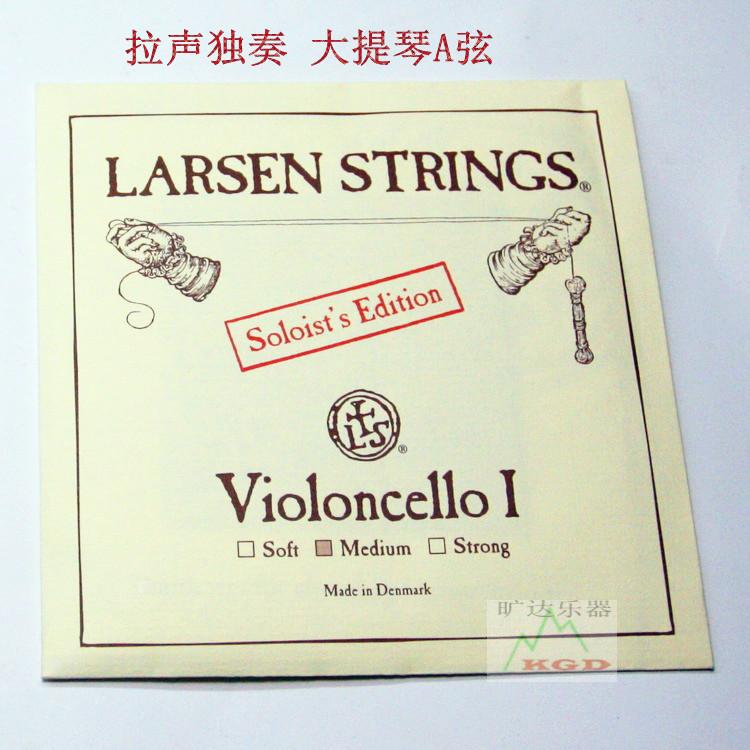 拉声独奏 大提琴A弦
LARSEN STRINGS®
Soloist's Edition
LS
®
Violoncello I
Soft Medium Strong
Made in Denmark
旷达乐器
KGD